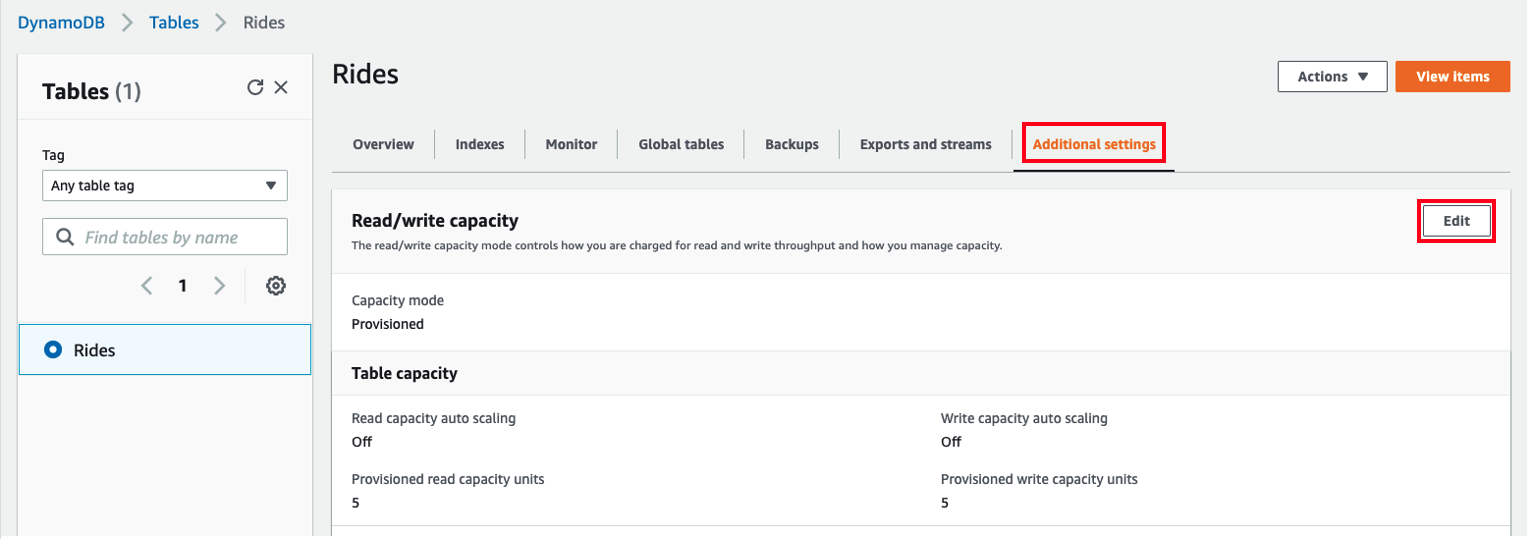 DynamoDB > Tables > Rides
Tables (1)
Tag
Any table tag
Find tables by name
1
Rides
Rides
Actions
View items
Overview
Indexes
Monitor
Global tables
Backups
Exports and streams
Additional settings
Read/write capacity
Edit
The read/write capacity mode controls how you are charged for read and write throughput and how you manage capacity.
Capacity mode
Provisioned
Table capacity
Read capacity auto scaling
Off
Write capacity auto scaling
Off
Provisioned read capacity units
5
Provisioned write capacity units
5